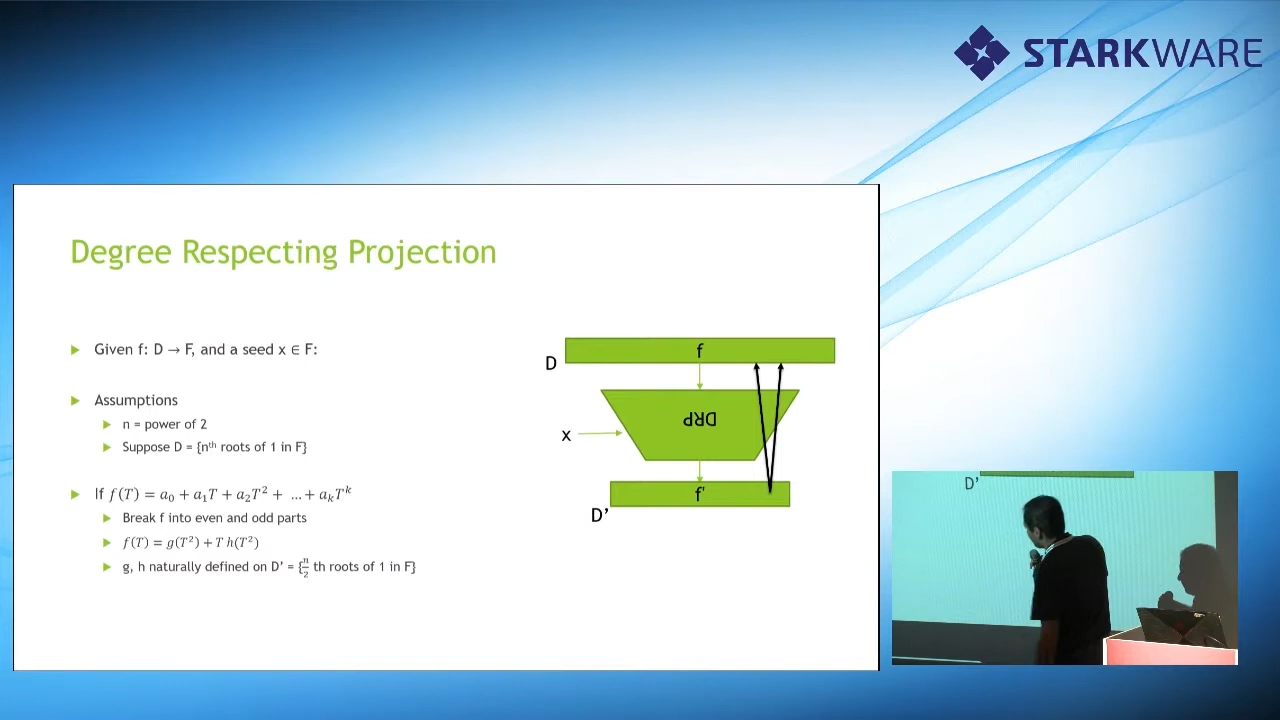 STARKWARE
Degree Respecting Projection
Given f: D → F, and a seed x ∈ F:
Assumptions
n = power of 2
Suppose D = {nᵗʰ roots of 1 in F}
If f(T) = a₀ + a₁T + a₂T² + …+ aₖTᵏ
Break f into even and odd parts
f(T) = g(T²) + T h(T²)
g, h naturally defined on D' = {n/2 th roots of 1 in F}
f
D
DRP
x
f'
D'
D'